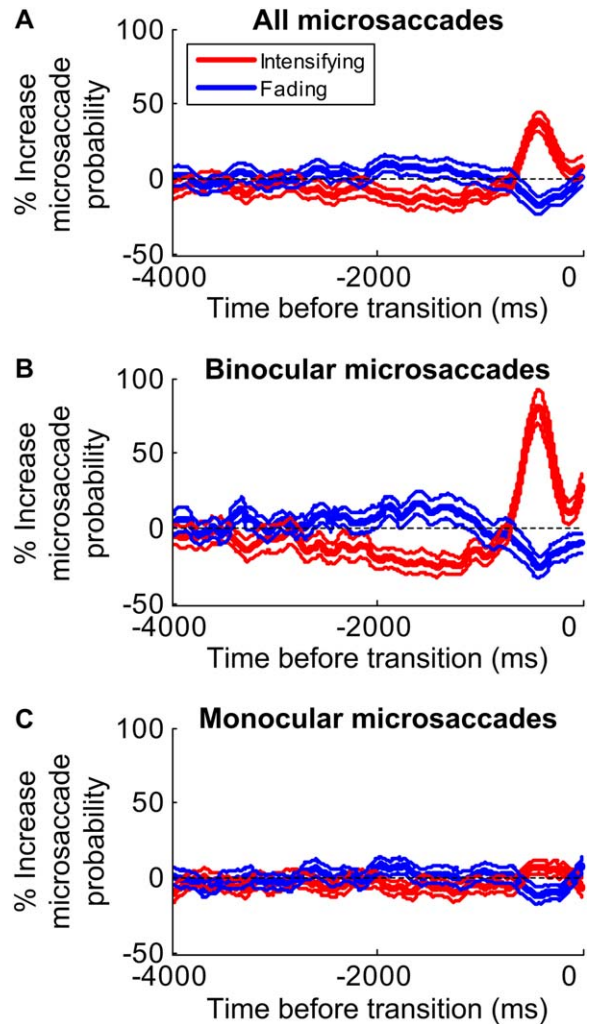 A
All microsaccades
% Increase
microsaccade
probability
100
50
0
-50
Intensifying
Fading
-4000
-2000
0
Time before transition (ms)
B
Binocular microsaccades
% Increase
microsaccade
probability
100
50
0
-50
-4000
-2000
0
Time before transition (ms)
C
Monocular microsaccades
% Increase
microsaccade
probability
100
50
0
-50
-4000
-2000
0
Time before transition (ms)